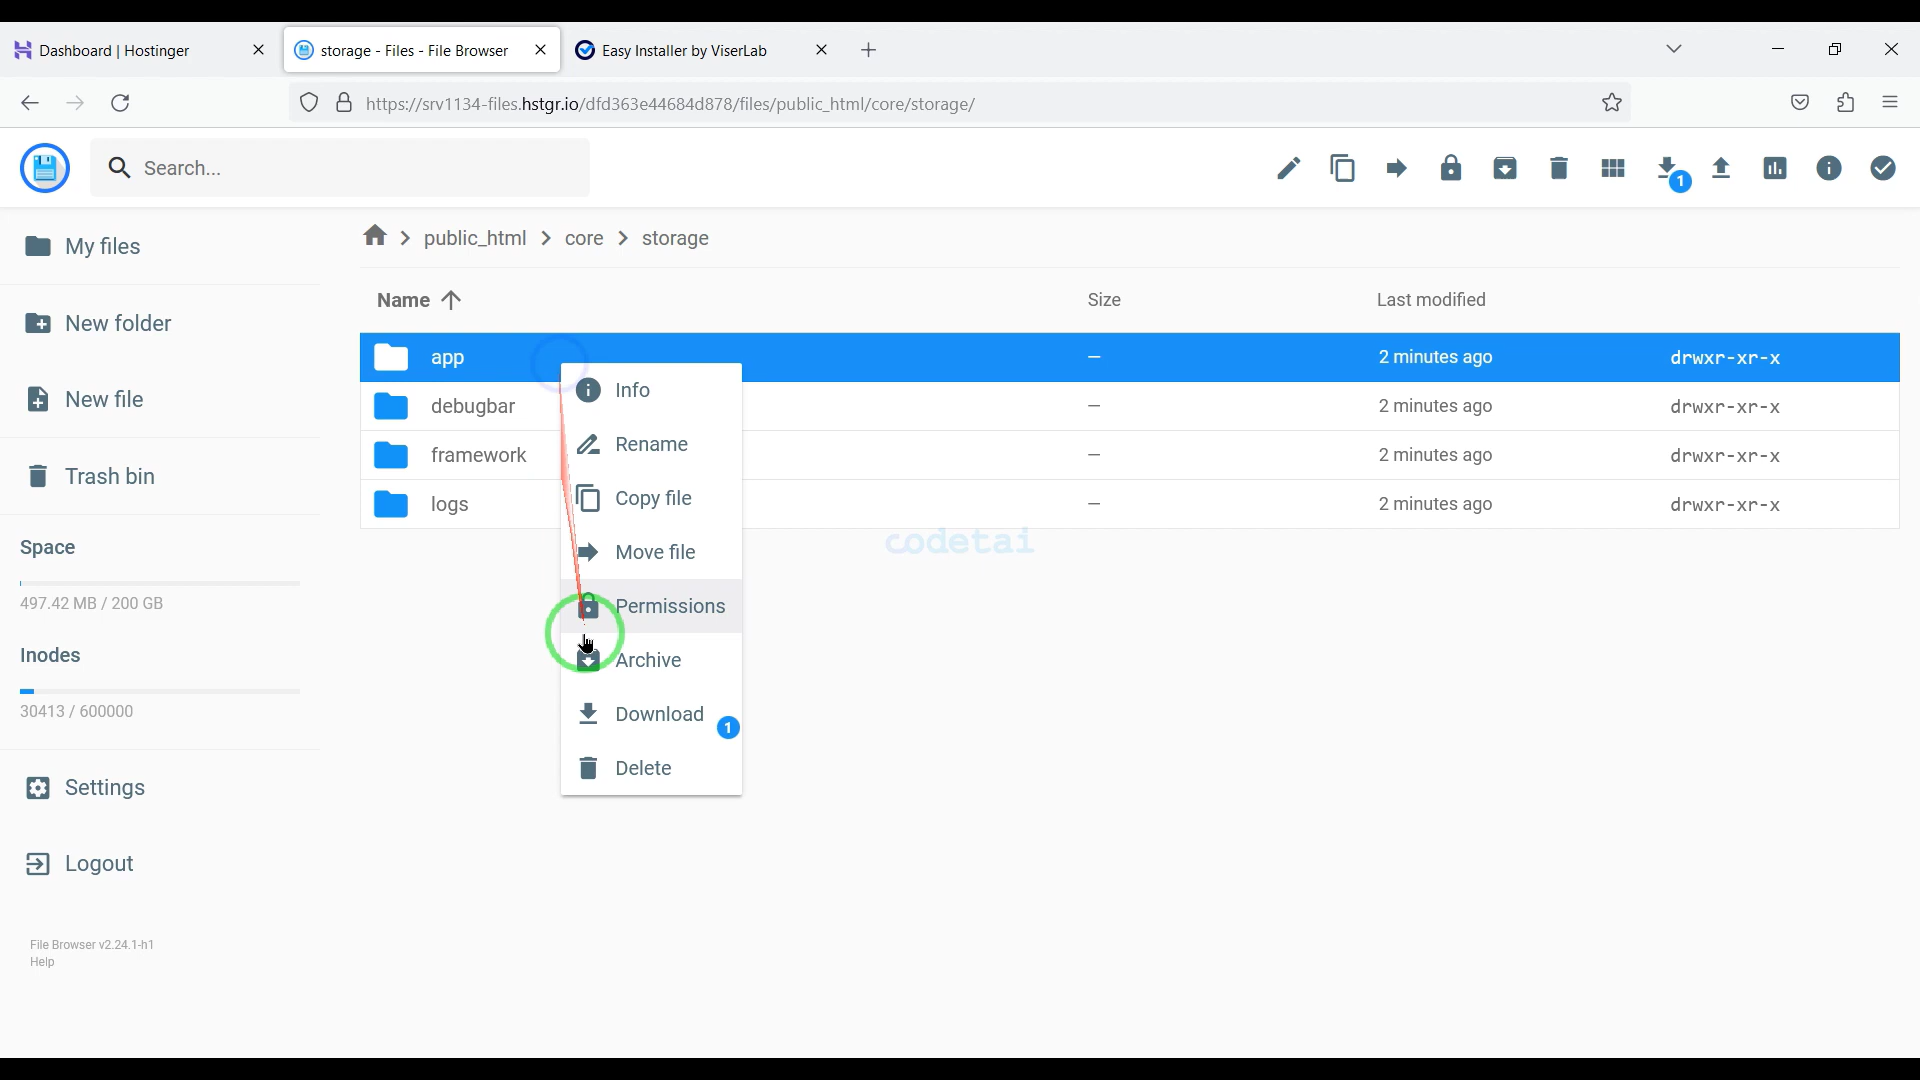 Dashboard | Hostinger
storage - Files - File Browser
Easy Installer by ViserLab
https://srv1134-files.hstgr.io/dfd363e44684d878/files/public_html/core/storage/
Search...
1
My files
New folder
New file
Trash bin
Space
497.42 MB / 200 GB
Inodes
30413 / 600000
Settings
Logout
File Browser v2.24.1-h1
Help
public_html > core > storage
Name Size Last modified
app — 2 minutes ago drwxr-xr-x
debugbar — 2 minutes ago drwxr-xr-x
framework — 2 minutes ago drwxr-xr-x
logs — 2 minutes ago drwxr-xr-x
Info
Rename
Copy file
Move file
Permissions
Archive
Download 1
Delete
codetai